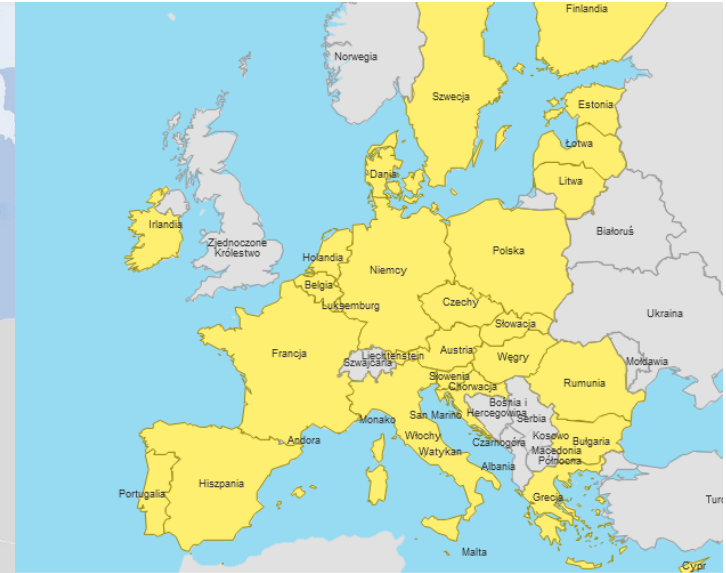 Finlandia
Norwegia
Szwecja
Estonia
Łotwa
Dania
Litwa
Irlandia
Białoruś
Zjednoczone
Królestwo
Polska
Holandia
Niemcy
Belgia
Czechy
Luksemburg
Ukraina
Słowacja
Francja
Austria
Liechtenstein
Szwajcaria
Węgry
Mołdawia
Słowenia
Rumunia
Chorwacja
Bośnia i
Hercegowina
San Marino
Monako
Serbia
Włochy
Kosowo
Andora
Czarnogóra
Bułgaria
Watykan
Macedonia
Północna
Albania
Hiszpania
Portugalia
Grecja
Turc
Malta
Cypr